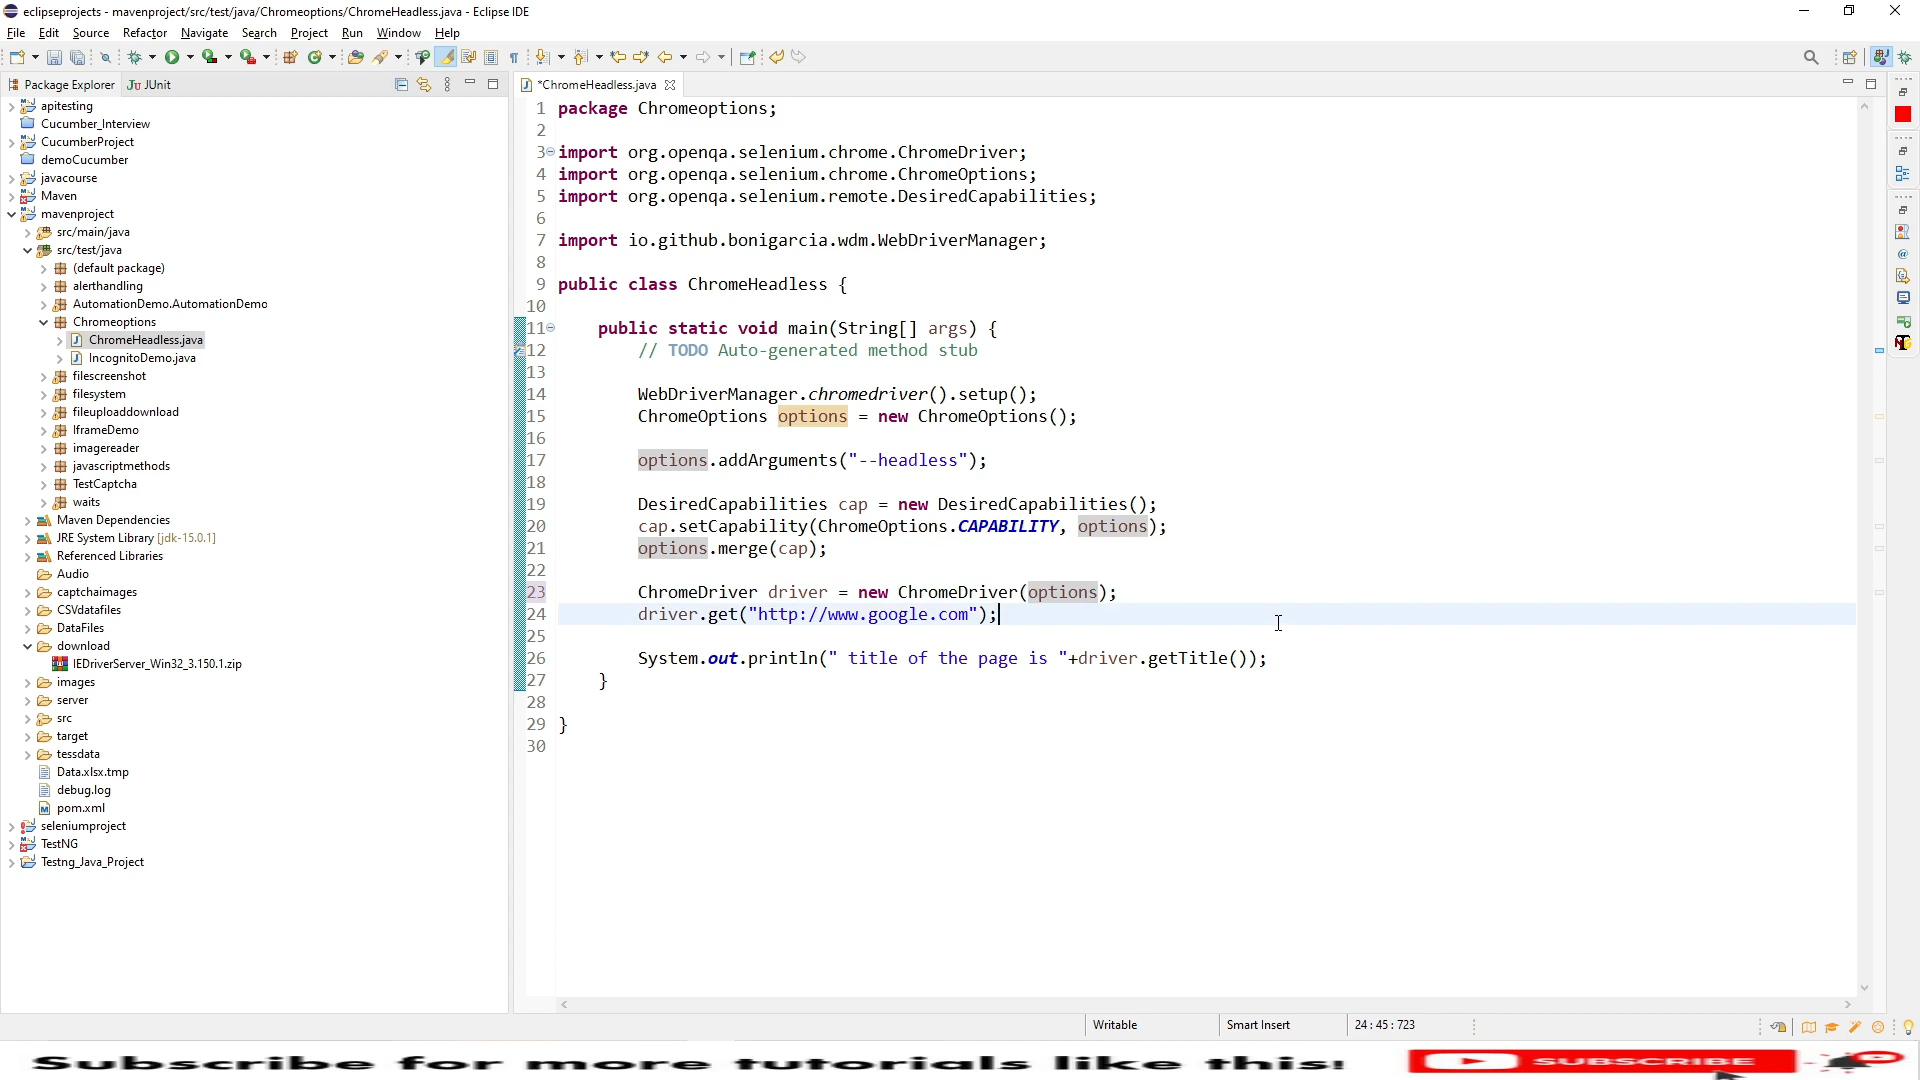 eclipseprojects - mavenproject/src/test/java/Chromeoptions/ChromeHeadless.java - Eclipse IDE
File Edit Source Refactor Navigate Search Project Run Window Help
Package Explorer JUnit
*ChromeHeadless.java
apitesting
Cucumber_Interview
CucumberProject
demoCucumber
javacourse
Maven
mavenproject
src/main/java
src/test/java
(default package)
alerthandling
AutomationDemo.AutomationDemo
Chromeoptions
ChromeHeadless.java
IncognitoDemo.java
filescreenshot
filesystem
fileuploaddownload
IframeDemo
imagereader
javascriptmethods
TestCaptcha
waits
Maven Dependencies
JRE System Library [jdk-15.0.1]
Referenced Libraries
Audio
captchaimages
CSVdatafiles
DataFiles
download
IEDriverServer_Win32_3.150.1.zip
images
server
src
target
tessdata
Data.xlsx.tmp
debug.log
pom.xml
seleniumproject
TestNG
Testng_Java_Project
1 package Chromeoptions;
2
3 import org.openqa.selenium.chrome.ChromeDriver;
4 import org.openqa.selenium.chrome.ChromeOptions;
5 import org.openqa.selenium.remote.DesiredCapabilities;
6
7 import io.github.bonigarcia.wdm.WebDriverManager;
8
9 public class ChromeHeadless {
10
11 public static void main(String[] args) {
12 // TODO Auto-generated method stub
13
14 WebDriverManager.chromedriver().setup();
15 ChromeOptions options = new ChromeOptions();
16
17 options.addArguments("--headless");
18
19 DesiredCapabilities cap = new DesiredCapabilities();
20 cap.setCapability(ChromeOptions.CAPABILITY, options);
21 options.merge(cap);
22
23 ChromeDriver driver = new ChromeDriver(options);
24 driver.get("http://www.google.com");
25
26 System.out.println(" title of the page is "+driver.getTitle());
27 }
28
29 }
30
Writable Smart Insert 24 : 45 : 723
Subscribe for more tutorials like this! SUBSCRIBE